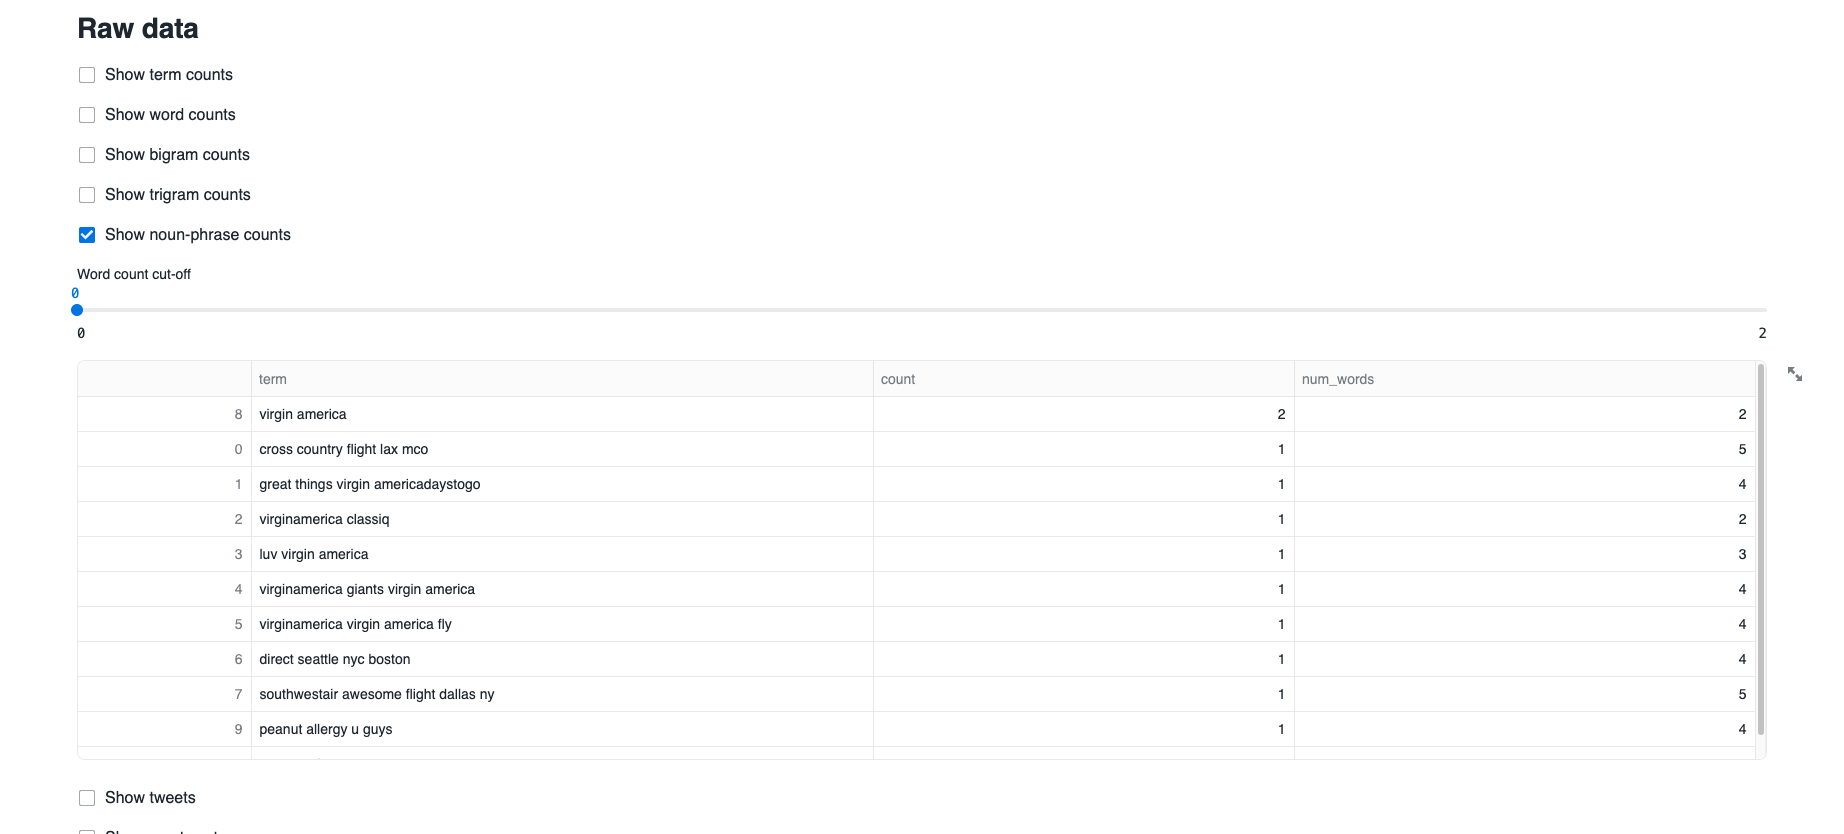 Raw data
Show term counts
Show word counts
Show bigram counts
Show trigram counts
Show noun-phrase counts
Word count cut-off
0
0 2
term count num_words
8 virgin america 2 2
0 cross country flight lax mco 1 5
1 great things virgin americadaystogo 1 4
2 virginamerica classiq 1 2
3 luv virgin america 1 3
4 virginamerica giants virgin america 1 4
5 virginamerica virgin america fly 1 4
6 direct seattle nyc boston 1 4
7 southwestair awesome flight dallas ny 1 5
9 peanut allergy u guys 1 4
Show tweets